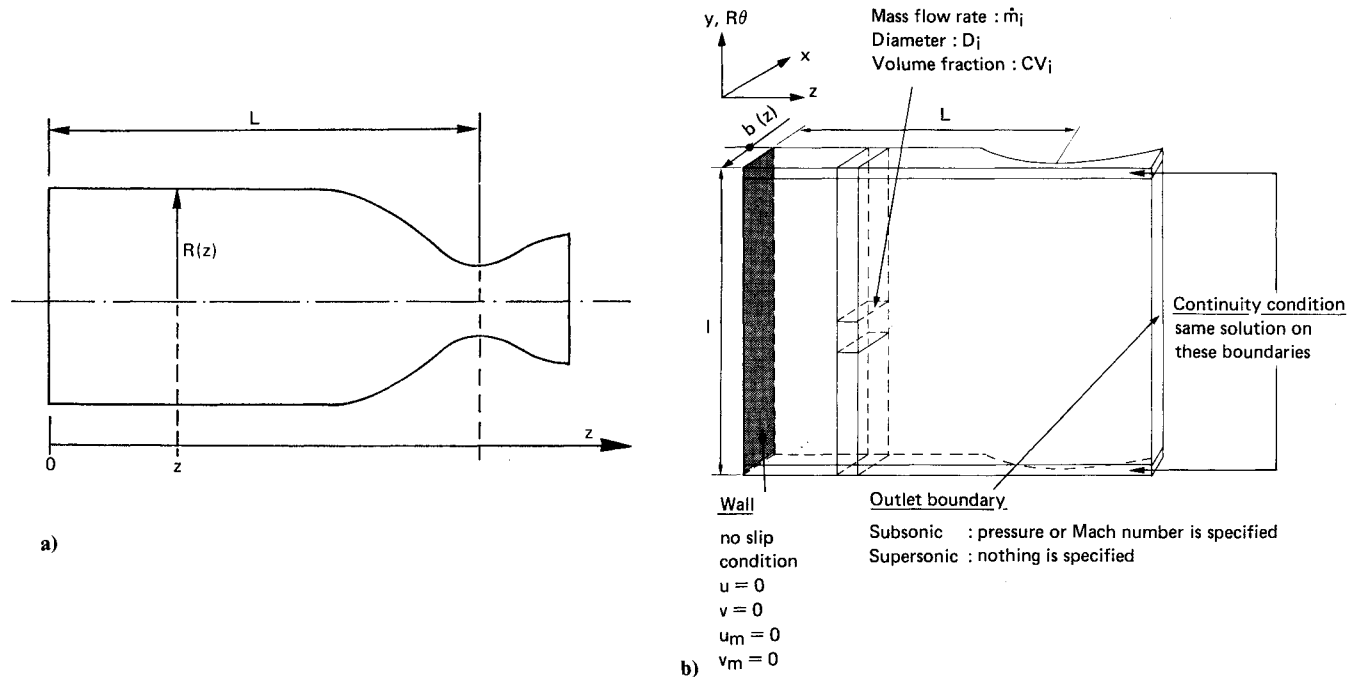 L
R(z)
z
0
z
a)
y, Rθ
x
z
b (z)
L
Mass flow rate : ṁi
Diameter : Di
Volume fraction : CVi
l
Continuity condition
same solution on
these boundaries
Wall
no slip
condition
u = 0
v = 0
um = 0
vm = 0
Outlet boundary
Subsonic : pressure or Mach number is specified
Supersonic : nothing is specified
b)